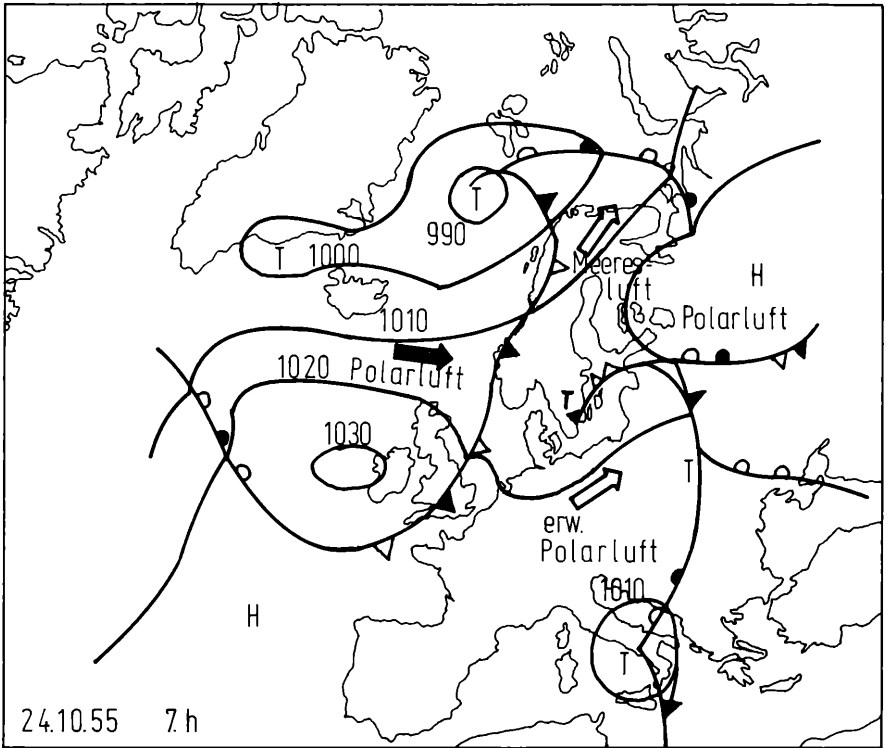 T
990
T 1000
Meeres-
luft
H
Polarluft
1010
1020 Polarluft
T
1030
T
erw.
Polarluft
1010
H
T
24.10.55 7.h